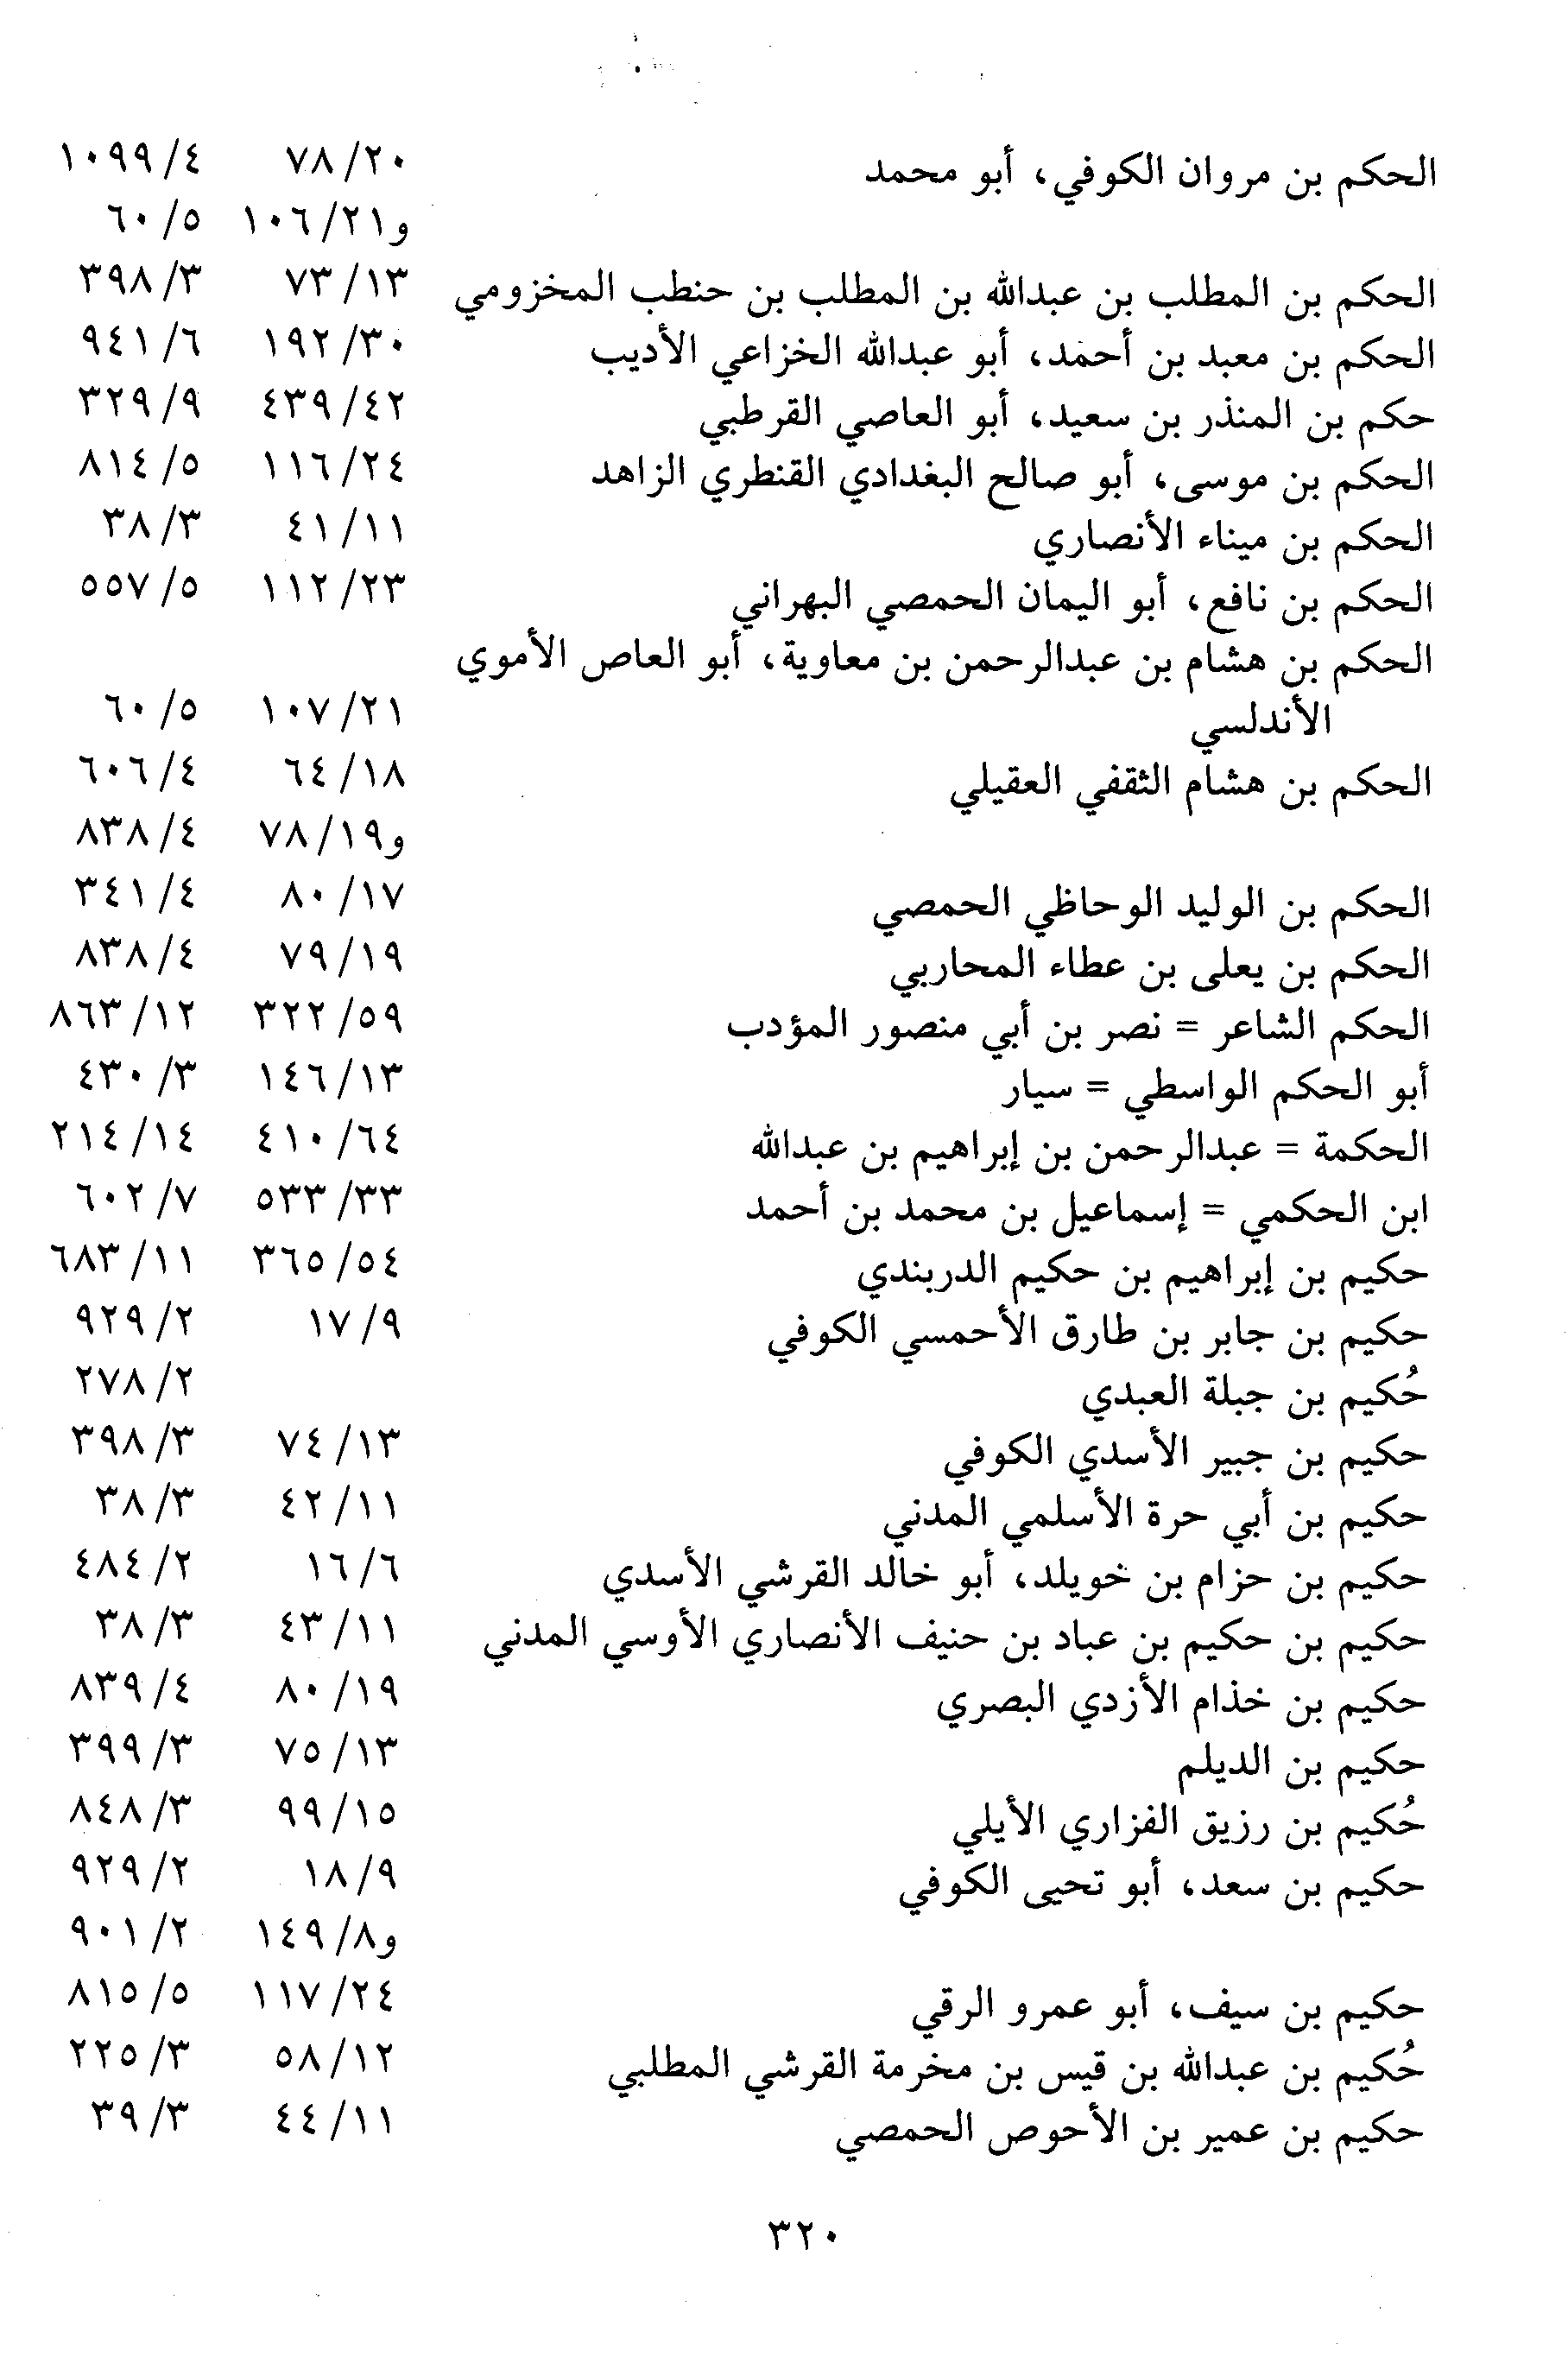 الحكم بن مروان الكوفي، أبو محمد ٧٨/٢٠ ١٠٩٩/٤
و١٠٦/٢١ ٦٠/٥
الحكم بن المطلب بن عبدالله بن المطلب بن حنطب المخزومي ٧٣/١٣ ٣٩٨/٣
الحكم بن معبد بن أحمد، أبو عبدالله الخزاعي الأديب ١٩٢/٣٠ ٩٤١/٦
حكم بن المنذر بن سعيد، أبو العاصي القرطبي ٤٣٩/٤٢ ٣٢٩/٩
الحكم بن موسى، أبو صالح البغدادي القنطري الزاهد ١١٦/٢٤ ٨١٤/٥
الحكم بن ميناء الأنصاري ٤١/١١ ٣٨/٣
الحكم بن نافع، أبو اليمان الحمصي البهراني ١١٢/٢٣ ٥٥٧/٥
الحكم بن هشام بن عبدالرحمن بن معاوية، أبو العاص الأموي
الأندلسي ١٠٧/٢١ ٦٠/٥
الحكم بن هشام الثقفي العقيلي ٦٤/١٨ ٦٠٦/٤
و٧٨/١٩ ٨٣٨/٤
الحكم بن الوليد الوحاظي الحمصي ٨٠/١٧ ٣٤١/٤
الحكم بن يعلى بن عطاء المحاربي ٧٩/١٩ ٨٣٨/٤
الحكم الشاعر = نصر بن أبي منصور المؤدب ٣٢٢/٥٩ ٨٦٣/١٢
أبو الحكم الواسطي = سيار ١٤٦/١٣ ٤٣٠/٣
الحكمة = عبدالرحمن بن إبراهيم بن عبدالله ٤١٠/٦٤ ٢١٤/١٤
ابن الحكمي = إسماعيل بن محمد بن أحمد ٥٣٣/٣٣ ٦٠٢/٧
حكيم بن إبراهيم بن حكيم الدربندي ٣٦٥/٥٤ ٦٨٣/١١
حكيم بن جابر بن طارق الأحمسي الكوفي ١٧/٩ ٩٢٩/٢
حُكيم بن جبلة العبدي ٢٧٨/٢
حكيم بن جبير الأسدي الكوفي ٧٤/١٣ ٣٩٨/٣
حكيم بن أبي حرة الأسلمي المدني ٤٢/١١ ٣٨/٣
حكيم بن حزام بن خويلد، أبو خالد القرشي الأسدي ١٦/٦ ٤٨٤/٢
حكيم بن حكيم بن عباد بن حنيف الأنصاري الأوسي المدني ٤٣/١١ ٣٨/٣
حكيم بن خذام الأزدي البصري ٨٠/١٩ ٨٣٩/٤
حكيم بن الديلم ٧٥/١٣ ٣٩٩/٣
حُكيم بن رزيق الفزاري الأيلي ٩٩/١٥ ٨٤٨/٣
حكيم بن سعد، أبو تحيى الكوفي ١٨/٩ ٩٢٩/٢
و١٤٩/٨ ٩٠١/٢
حكيم بن سيف، أبو عمرو الرقي ١١٧/٢٤ ٨١٥/٥
حُكيم بن عبدالله بن قيس بن مخرمة القرشي المطلبي ٥٨/١٢ ٢٢٥/٣
حكيم بن عمير بن الأحوص الحمصي ٤٤/١١ ٣٩/٣
٣٢٠